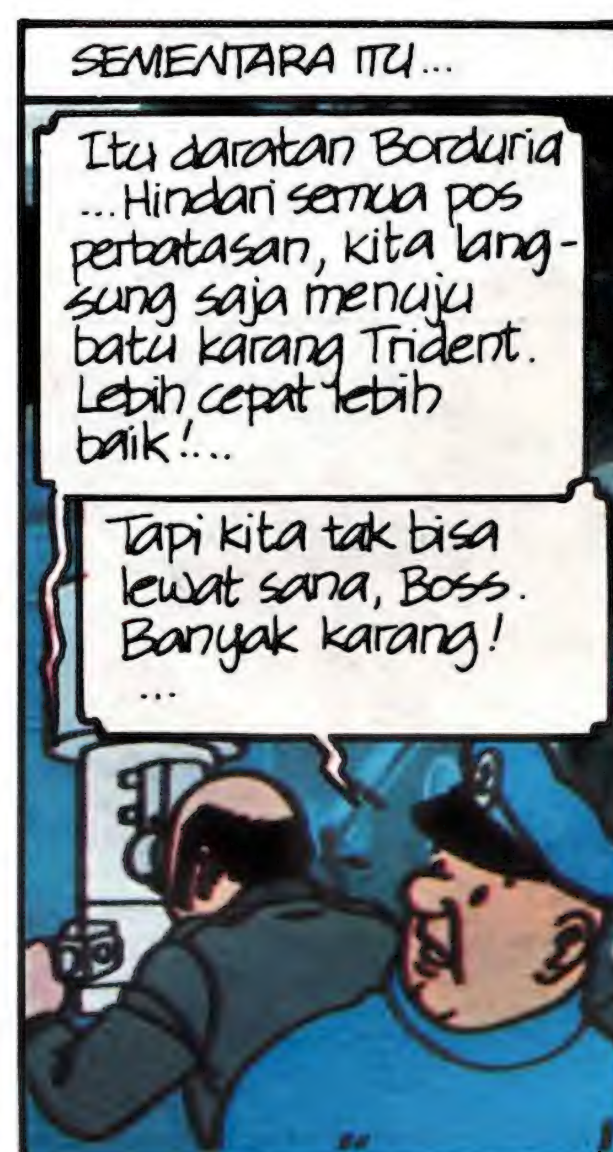 SEMENTARA ITU...
Itu daratan Borduria
...Hindari semua pos
perbatasan, kita lang-
sung saja menuju
batu karang Trident.
Lebih cepat lebih
baik!...
Tapi kita tak bisa
lewat sana, Boss.
Banyak karang!
...